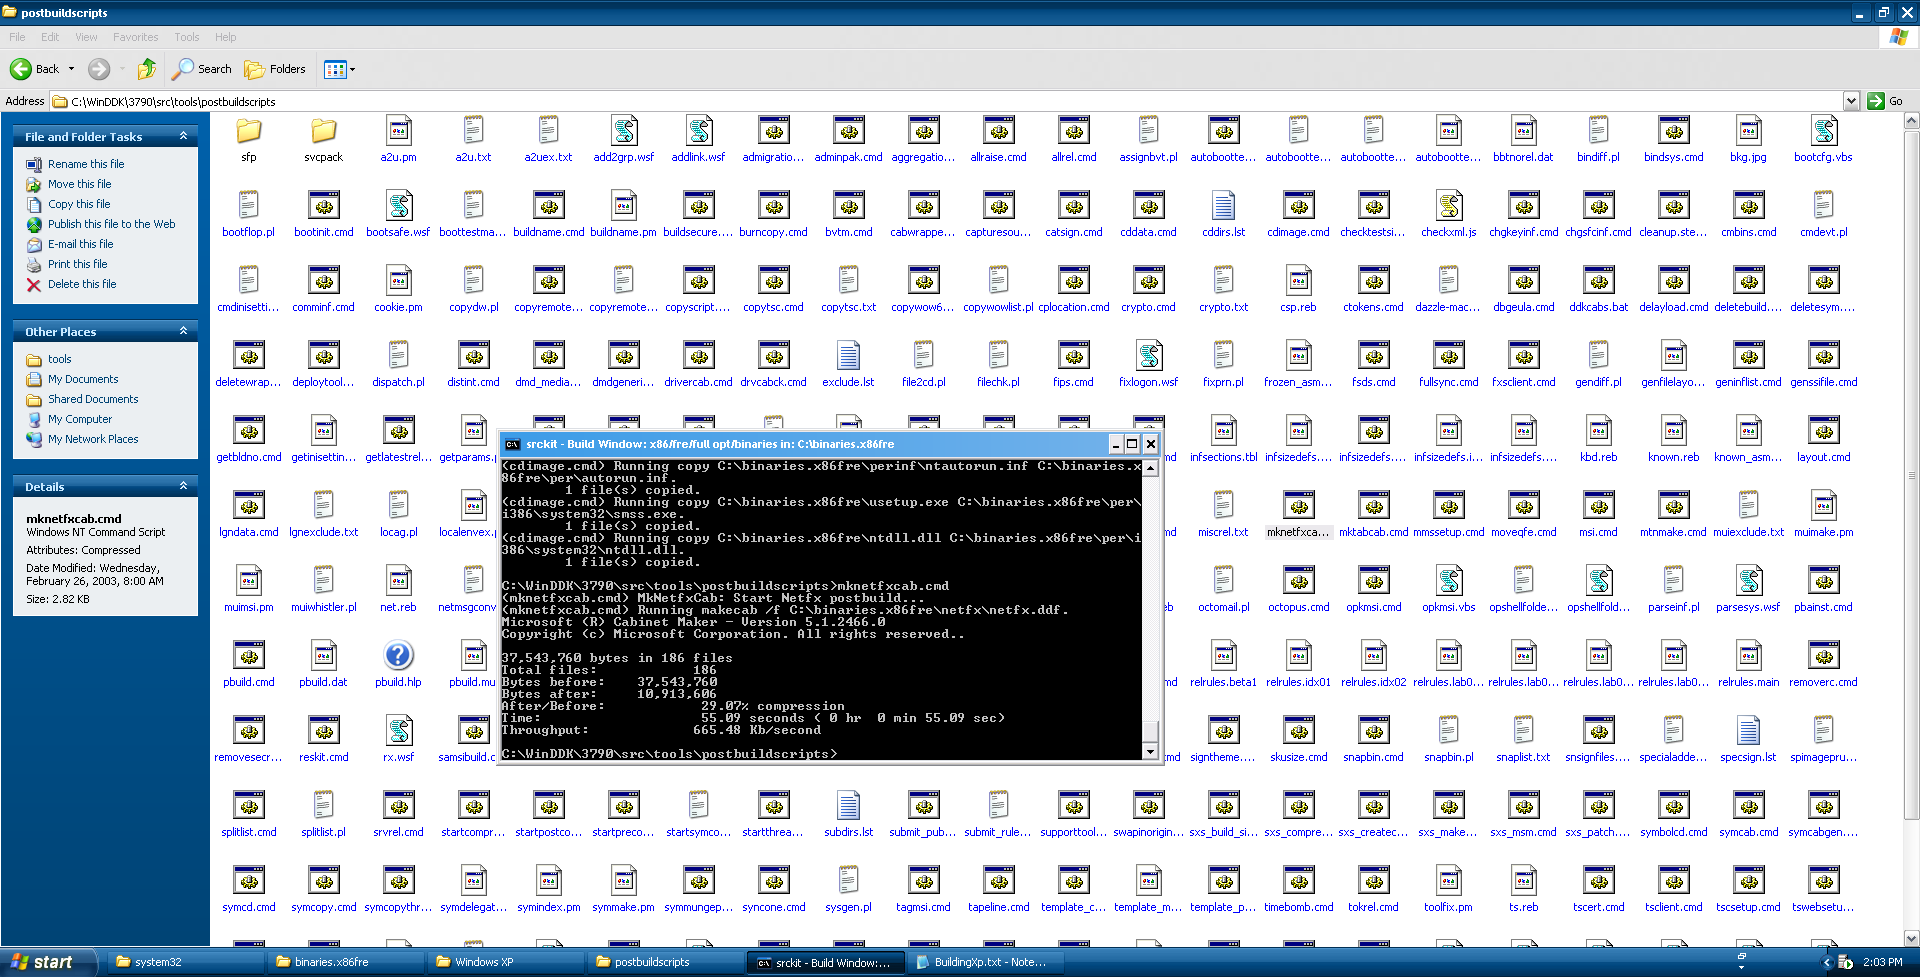 postbuildscripts
File Edit View Favorites Tools Help
Back Search Folders
Address C:\WinDDK\3790\src\tools\postbuildscripts Go
File and Folder Tasks
Rename this file
Move this file
Copy this file
Publish this file to the Web
E-mail this file
Print this file
Delete this file
Other Places
tools
My Documents
Shared Documents
My Computer
My Network Places
Details
mknetfxcab.cmd
Windows NT Command Script
Attributes: Compressed
Date Modified: Wednesday,
February 26, 2003, 8:00 AM
Size: 2.82 KB
sfp svcpack a2u.pm a2u.txt a2uex.txt add2grp.wsf addlink.wsf admigratio... adminpak.cmd aggregatio... allraise.cmd allrel.cmd assignbvt.pl autobootte... autobootte... autobootte... autobootte... bbtnorel.dat bindiff.pl bindsys.cmd bkg.jpg bootcfg.vbs
bootflop.pl bootinit.cmd bootsafe.wsf boottestma... buildname.cmd buildname.pm buildsecure.... burncopy.cmd bvtm.cmd cabwrappe... capturesou... catsign.cmd cddata.cmd cddirs.lst cdimage.cmd checktestsi... checkxml.js chgkeyinf.cmd chgsfcinf.cmd cleanup.ste... cmbins.cmd cmdevt.pl
cmdinisetti... comminf.cmd cookie.pm copydw.pl copyremote... copyremote... copyscript.... copytsc.cmd copytsc.txt copywow6... copywowlist.pl cplocation.cmd crypto.cmd crypto.txt csp.reb ctokens.cmd dazzle-mac... dbgeula.cmd ddkcabs.bat delayload.cmd deletebuild.... deletesym....
deletewrap... deploytool... dispatch.pl distint.cmd dmd_media... dmdgeneri... drivercab.cmd drvcabck.cmd exclude.lst file2cd.pl filechk.pl fips.cmd fixlogon.wsf fixprn.pl frozen_asm... fsds.cmd fullsync.cmd fxsclient.cmd gendiff.pl genfilelayo... geninflist.cmd genssifile.cmd
getbldno.cmd getinisettin... getlatestrel... getparams.p infsections.tbl infsizedefs.... infsizedefs.... infsizedefs.i... infsizedefs.... kbd.reb known.reb known_asm... layout.cmd
lgndata.cmd lgnexclude.txt locag.pl localenvex.p miscrel.txt mknetfxca... mktabcab.cmd mmssetup.cmd moveqfe.cmd msi.cmd mtnmake.cmd muiexclude.txt muimake.pm
muimsi.pm muiwhistler.pl net.reb netmsgconv octomail.pl octopus.cmd opkmsi.cmd opkmsi.vbs opshellfolde... opshellfold... parseinf.pl parsesys.wsf pbainst.cmd
pbuild.cmd pbuild.dat pbuild.hlp pbuild.mu relrules.beta1 relrules.idx01 relrules.idx02 relrules.lab0... relrules.lab0... relrules.lab0... relrules.lab0... relrules.main removerc.cmd
removesecr... reskit.cmd rx.wsf samsibuild.c signtheme.... skusize.cmd snapbin.cmd snapbin.pl snaplist.txt snsignfiles.... specialadde... specsign.lst spimagepru...
srckit - Build Window: x86/fre/full opt/binaries in: C:\binaries.x86fre
(cdimage.cmd) Running copy C:\binaries.x86fre\perinf\ntautorun.inf C:\binaries.x
86fre\per\autorun.inf.
1 file(s) copied.
(cdimage.cmd) Running copy C:\binaries.x86fre\usetup.exe C:\binaries.x86fre\per\
i386\system32\smss.exe.
1 file(s) copied.
(cdimage.cmd) Running copy C:\binaries.x86fre\ntdll.dll C:\binaries.x86fre\per\i
386\system32\ntdll.dll.
1 file(s) copied.
C:\WinDDK\3790\src\tools\postbuildscripts>mknetfxcab.cmd
(mknetfxcab.cmd) MkNetfxCab: Start Netfx postbuild...
(mknetfxcab.cmd) Running makecab /f C:\binaries.x86fre\netfx\netfx.ddf.
Microsoft (R) Cabinet Maker - Version 5.1.2466.0
Copyright (c) Microsoft Corporation. All rights reserved..
37,543,760 bytes in 186 files
Total files: 186
Bytes before: 37,543,760
Bytes after: 10,913,606
After/Before: 29.07% compression
Time: 55.09 seconds ( 0 hr 0 min 55.09 sec)
Throughput: 665.48 Kb/second
C:\WinDDK\3790\src\tools\postbuildscripts>
splitlist.cmd splitlist.pl srvrel.cmd startcompr... startpostco... startpreco... startsymco... startthrea... subdirs.lst submit_pub... submit_rule... supporttool... swapinorigin... sxs_build_si... sxs_compre... sxs_createc... sxs_make... sxs_msm.cmd sxs_patch.... symbolcd.cmd symcab.cmd symcabgen....
symcd.cmd symcopy.cmd symcopythr... symdelegat... symindex.pm symmake.pm symmungep... syncone.cmd sysgen.pl tagmsi.cmd tapeline.cmd template_c... template_m... template_p... timebomb.cmd tokrel.cmd toolfix.pm ts.reb tscert.cmd tsclient.cmd tscsetup.cmd tswebsetu...
start system32 binaries.x86fre Windows XP postbuildscripts srckit - Build Window:... BuildingXp.txt - Note... 2:03 PM